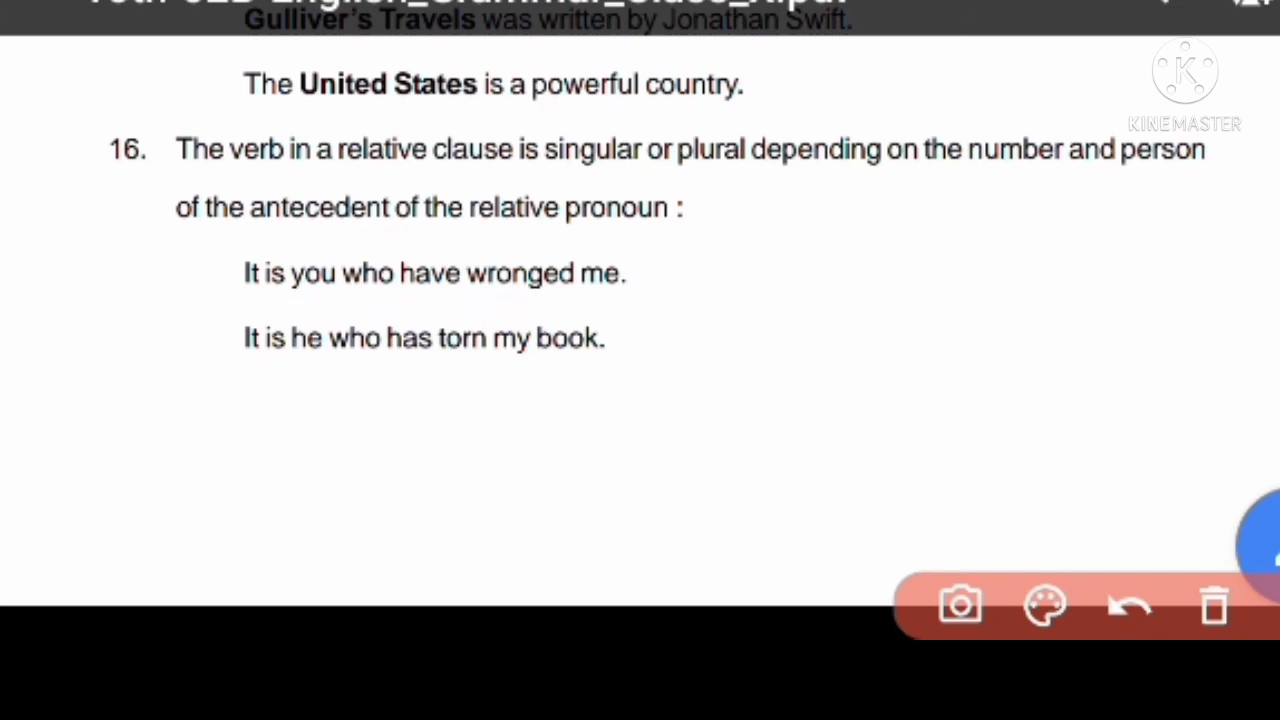 Gulliver's Travels was written by Jonathan Swift.
The United States is a powerful country.
KINEMASTER
16. The verb in a relative clause is singular or plural depending on the number and person
of the antecedent of the relative pronoun :
It is you who have wronged me.
It is he who has torn my book.